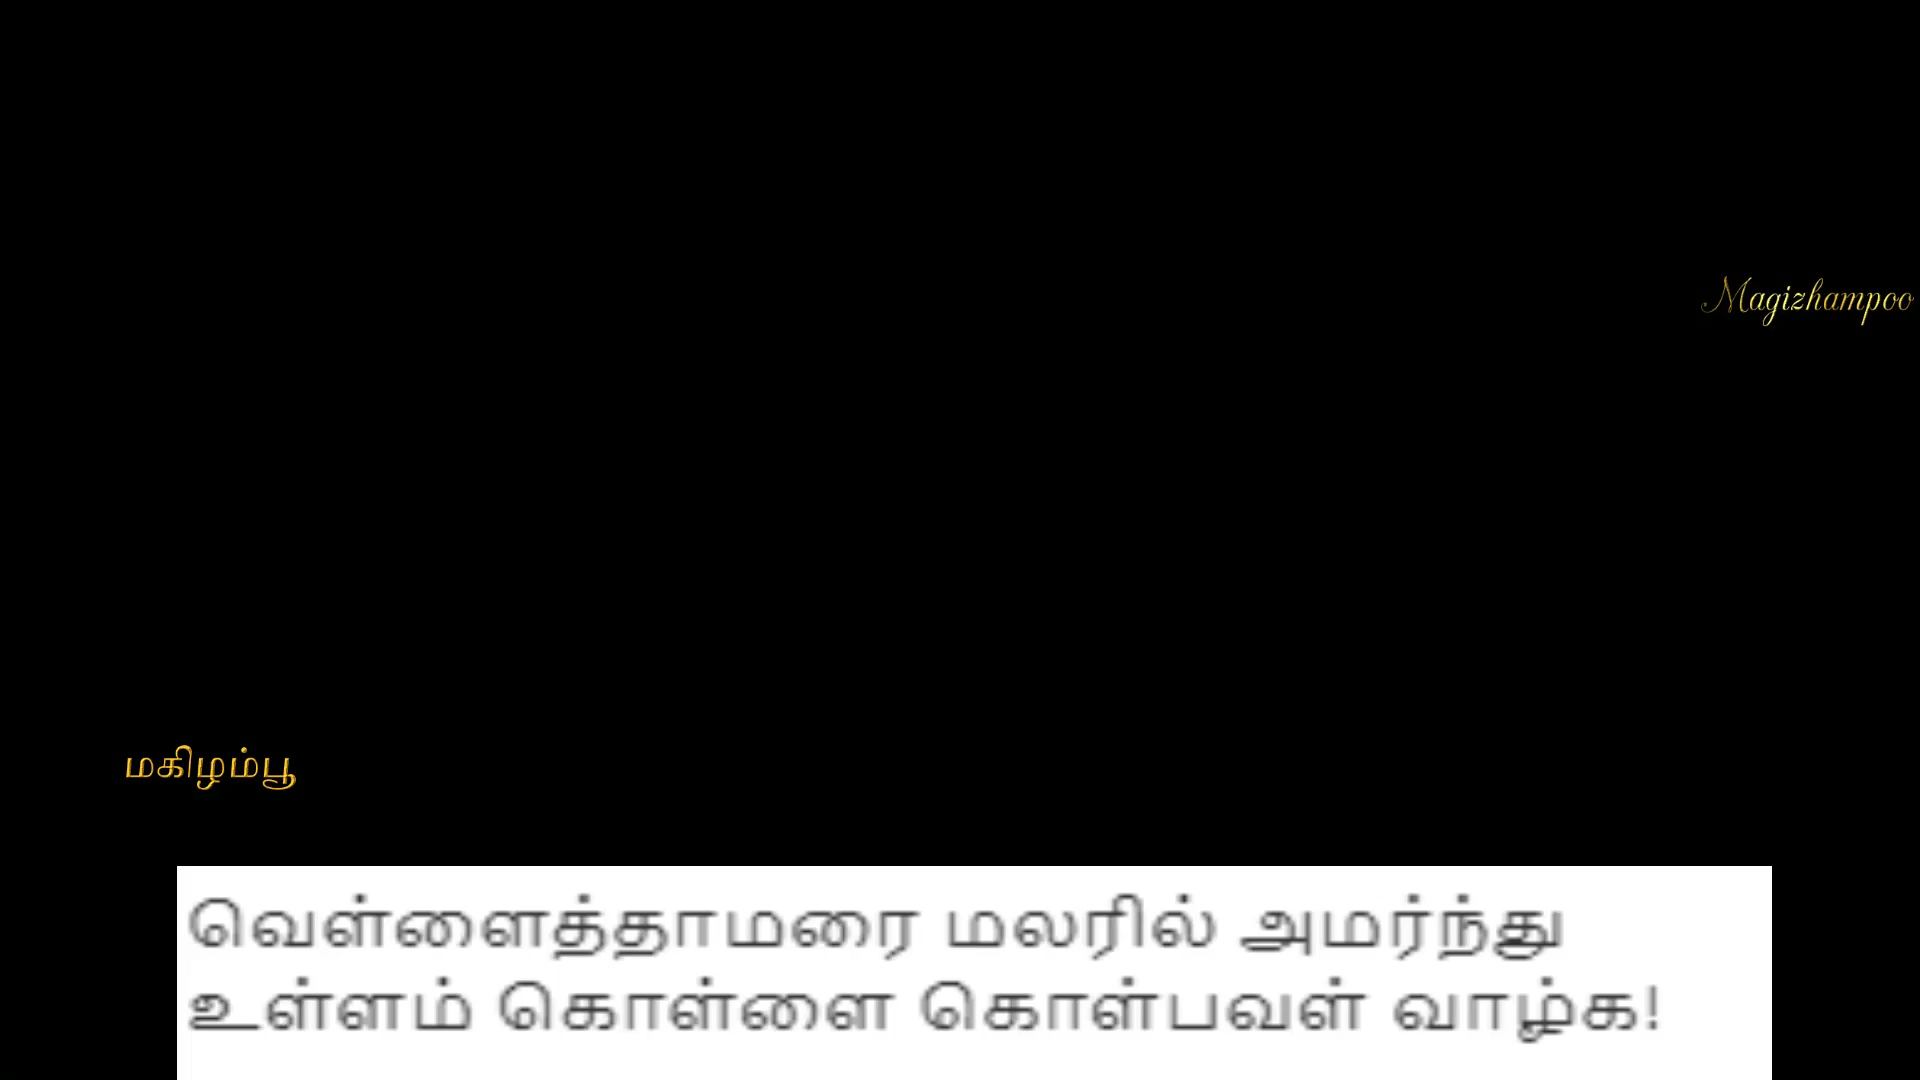 Magizhampoo
மகிழம்பூ
வெள்ளைத்தாமரை மலரில் அமர்ந்து
உள்ளம் கொள்ளை கொள்பவள் வாழ்க!